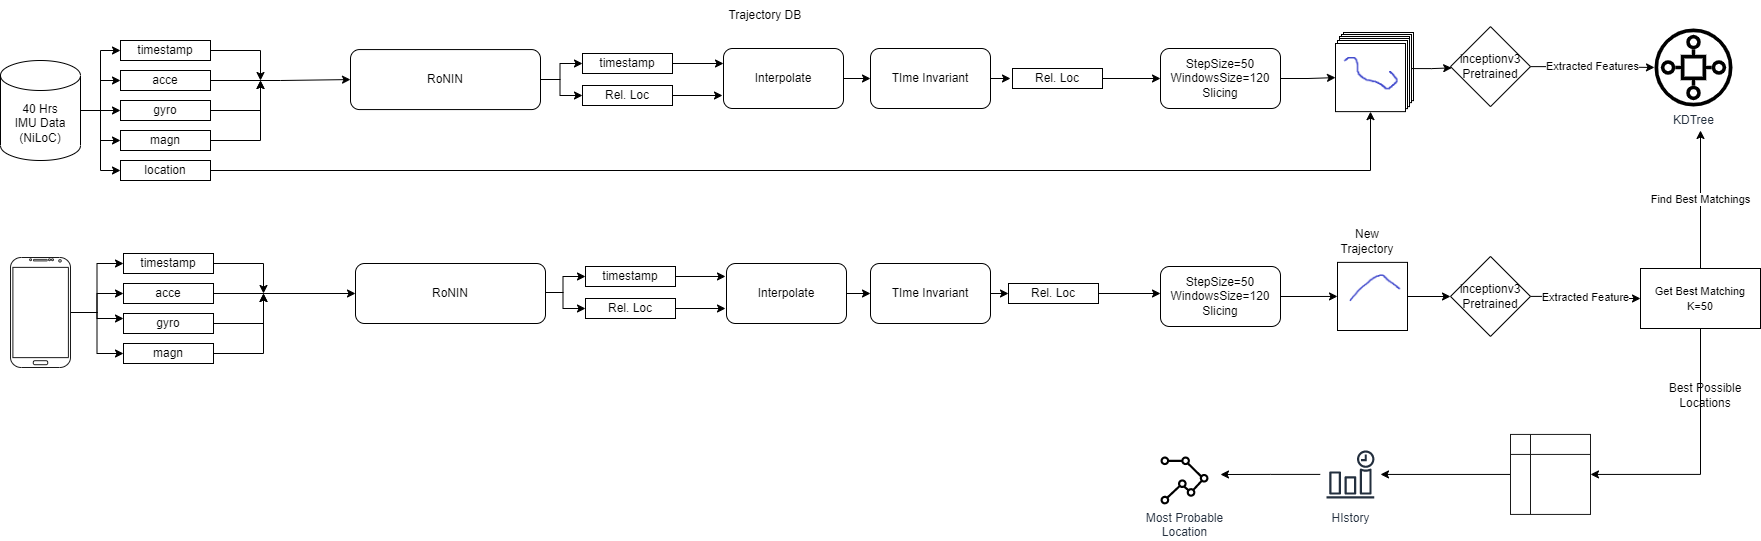 Trajectory DB
40 Hrs
IMU Data
(NiLoC)
timestamp
acce
gyro
magn
location
RoNIN
timestamp
Rel. Loc
Interpolate
TIme Invariant
Rel. Loc
StepSize=50
WindowsSize=120
Slicing
Inceptionv3
Pretrained
Extracted Features
KDTree
Find Best Matchings
timestamp
acce
gyro
magn
RoNIN
timestamp
Rel. Loc
Interpolate
TIme Invariant
Rel. Loc
StepSize=50
WindowsSize=120
Slicing
New
Trajectory
Inceptionv3
Pretrained
Extracted Feature
Get Best Matching
K=50
Best Possible
Locations
HIstory
Most Probable
Location